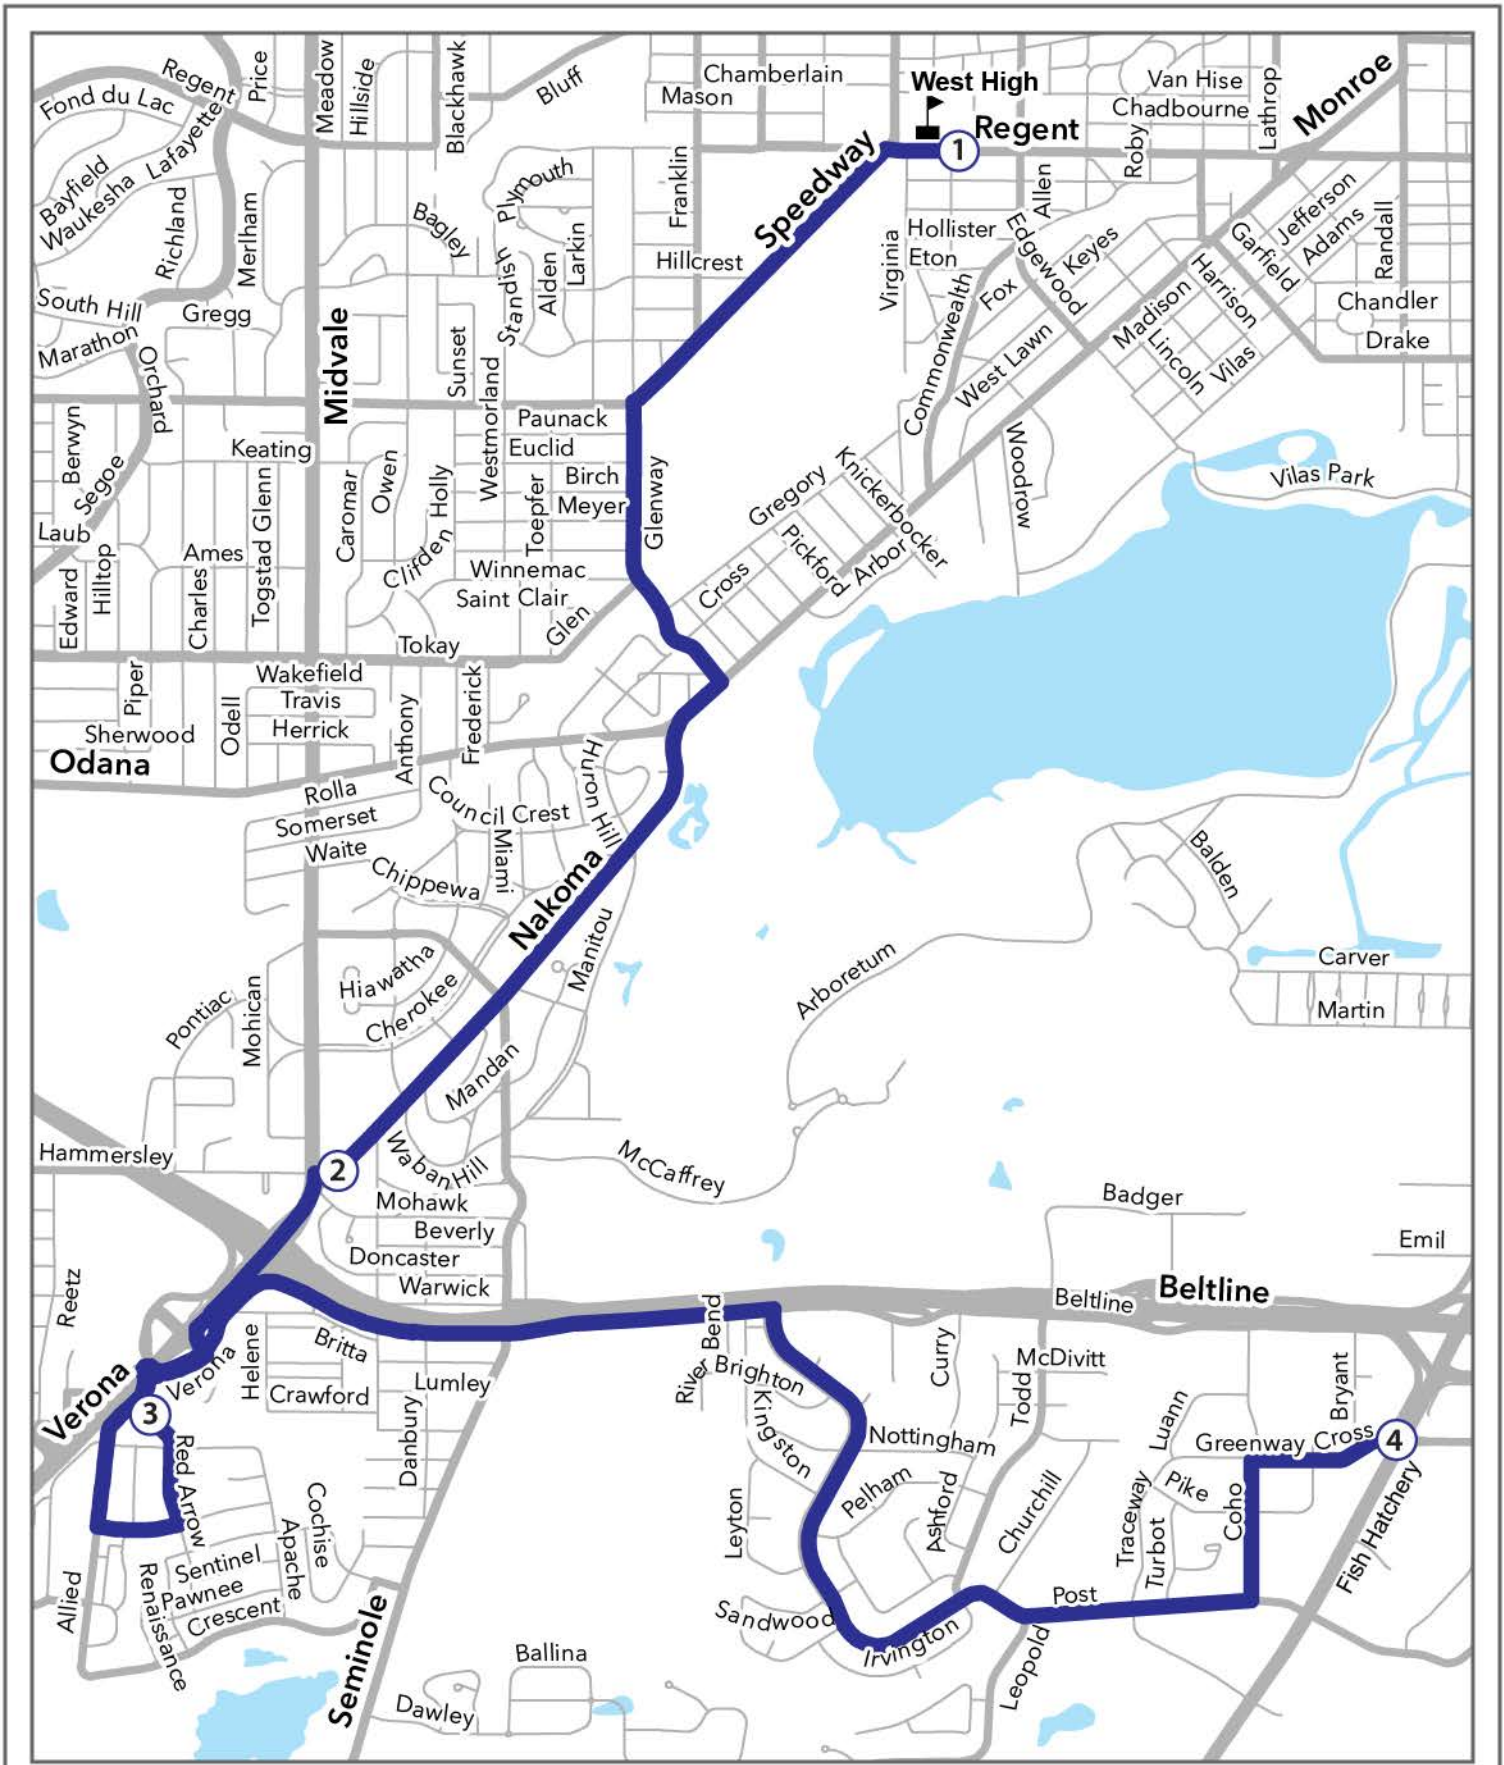 Regent
Price
Meadow
Hillside
Blackhawk
Bluff
Chamberlain
Mason
West High
Van Hise
Chadbourne
Lathrop
Monroe
Fond du Lac
Lafayette
Regent
1
Roby
Bayfield
Waukesha
Richland
Merlham
Plymouth
Franklin
Speedway
Allen
Jefferson
Adams
Randall
Bagley
Standish
Alden
Larkin
Hillcrest
Virginia
Hollister
Eton
Edgewood
Keyes
Garfield
Harrison
South Hill
Gregg
Marathon
Orchard
Midvale
Sunset
Westmorland
Commonwealth
Fox
West Lawn
Madison
Lincoln
Vilas
Chandler
Drake
Berwyn
Segoe
Keating
Paunack
Euclid
Birch
Meyer
Toepfer
Glenway
Caromar
Owen
Holly
Clifden
Gregory
Knickerbocker
Woodrow
Vilas Park
Laub
Edward
Hilltop
Ames
Charles
Togstad Glenn
Winnemac
Saint Clair
Glen
Cross
Pickford
Arbor
Tokay
Piper
Wakefield
Travis
Herrick
Odell
Anthony
Frederick
Sherwood
Odana
Rolla
Somerset
Waite
Council Crest
Huron Hill
Miami
Chippewa
Nakoma
Manitou
Balden
Hiawatha
Cherokee
Pontiac
Mohican
Mandan
Arboretum
Carver
Martin
Hammersley
2
Waban Hill
McCaffrey
Mohawk
Beverly
Doncaster
Warwick
Badger
Emil
Reetz
Beltline
Beltline
Verona
Verona
Helene
Britta
Crawford
Lumley
Danbury
River Bend
Brighton
Kingston
Curry
McDivitt
Todd
Luann
Bryant
3
Red Arrow
Nottingham
Greenway Cross
4
Pelham
Leyton
Ashford
Churchill
Traceway
Pike
Turbot
Coho
Fish Hatchery
Cochise
Apache
Sentinel
Pawnee
Crescent
Renaissance
Allied
Seminole
Sandwood
Irvington
Post
Leopold
Ballina
Dawley